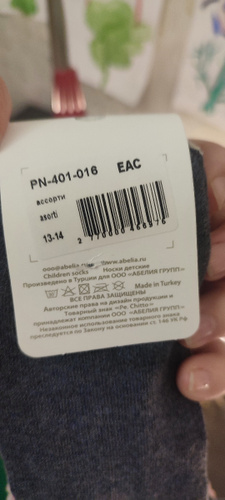 PN-401-016 EAC
ассорти
asorti
13-14
ooo@abelia.ru www.abelia.ru
Children socks Носки детские
Произведено в Турции для ООО «АБЕЛИЯ ГРУПП»
Made in Turkey
ВСЕ ПРАВА ЗАЩИЩЕНЫ
Авторские права на дизайн продукции и
Товарный знак «Pe. Chitto»
принадлежат компании ООО «АБЕЛИЯ ГРУПП».
Незаконное использование товарного знака
преследуется по Закону на основании ст. 146 УК РФ.